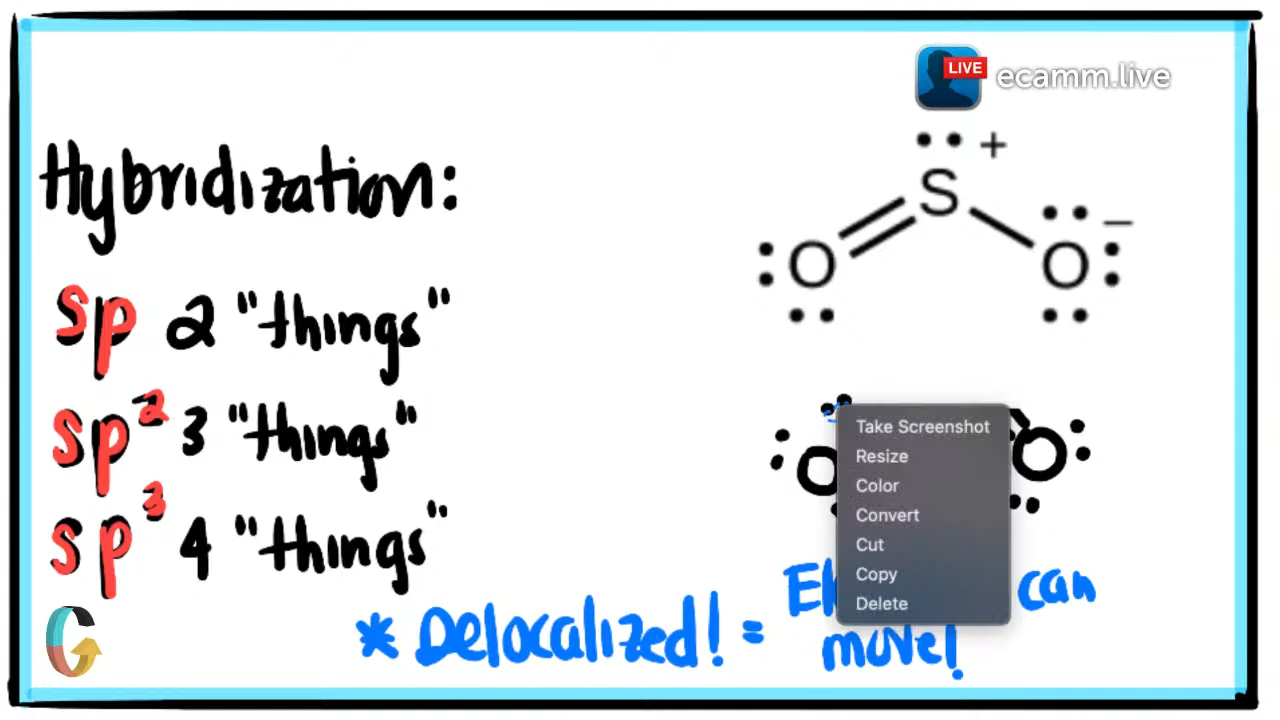 LIVE ecamm.live
Hybridization:
S +
O O −
sp 2 "things"
sp² 3 "things"
sp³ 4 "things"
O O
Take Screenshot
Resize
Color
Convert
Cut
Copy
Delete
can
* Delocalized! = move!